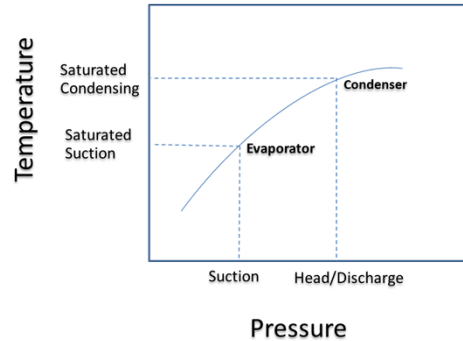 Temperature
Saturated
Condensing
Condenser
Saturated
Suction
Evaporator
Suction
Head/Discharge
Pressure